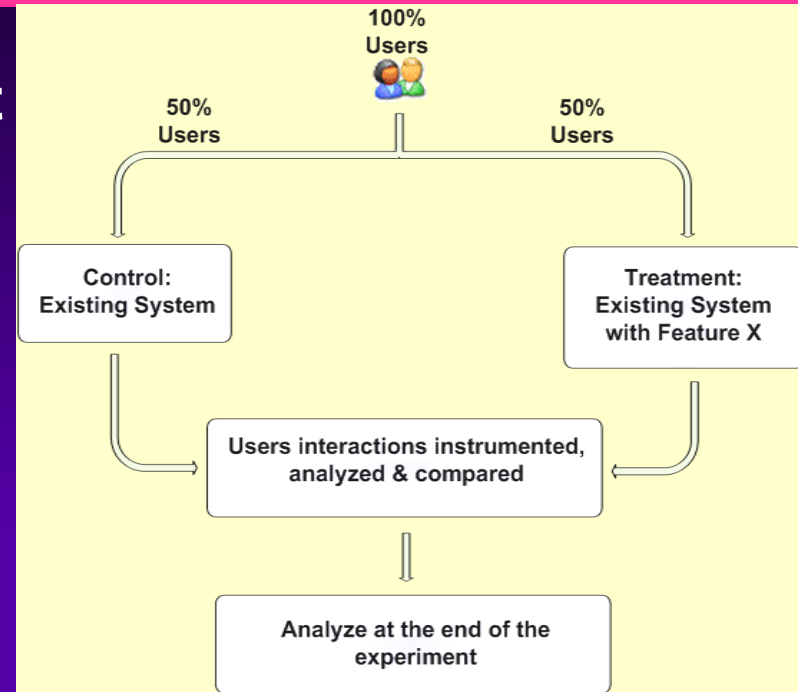 100%
Users
50%
Users
50%
Users
Control:
Existing System
Treatment:
Existing System
with Feature X
Users interactions instrumented,
analyzed & compared
Analyze at the end of the
experiment